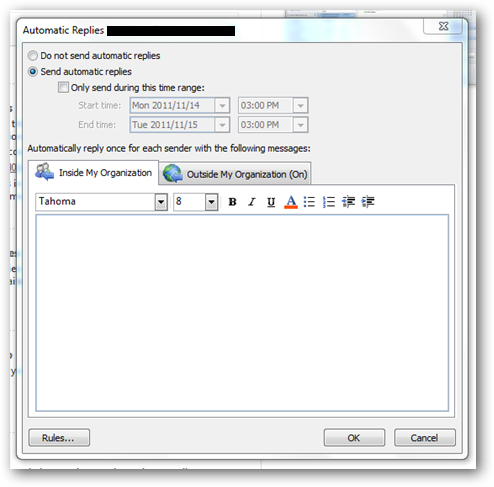 Automatic Replies
Do not send automatic replies
Send automatic replies
Only send during this time range:
Start time: Mon 2011/11/14 03:00 PM
End time: Tue 2011/11/15 03:00 PM
Automatically reply once for each sender with the following messages:
Inside My Organization Outside My Organization (On)
Tahoma 8 B I U A
Rules... OK Cancel